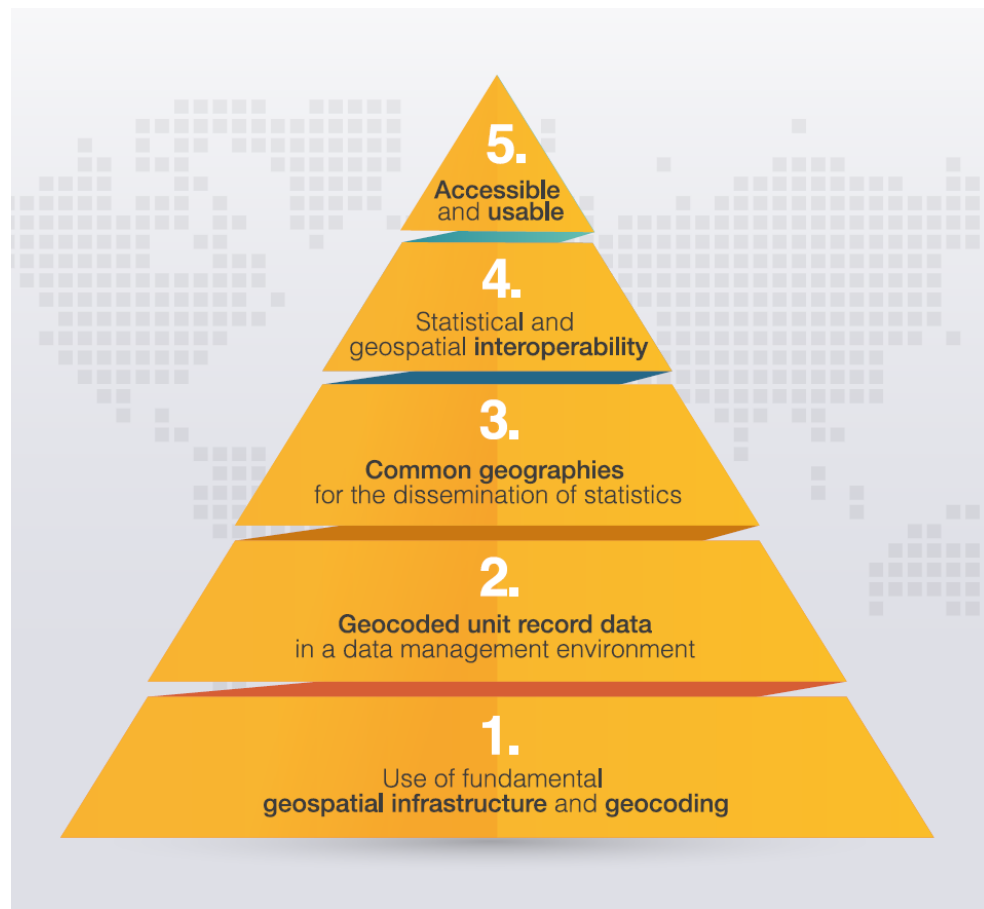 5.
Accessible
and usable
4.
Statistical and
geospatial interoperability
3.
Common geographies
for the dissemination of statistics
2.
Geocoded unit record data
in a data management environment
1.
Use of fundamental
geospatial infrastructure and geocoding